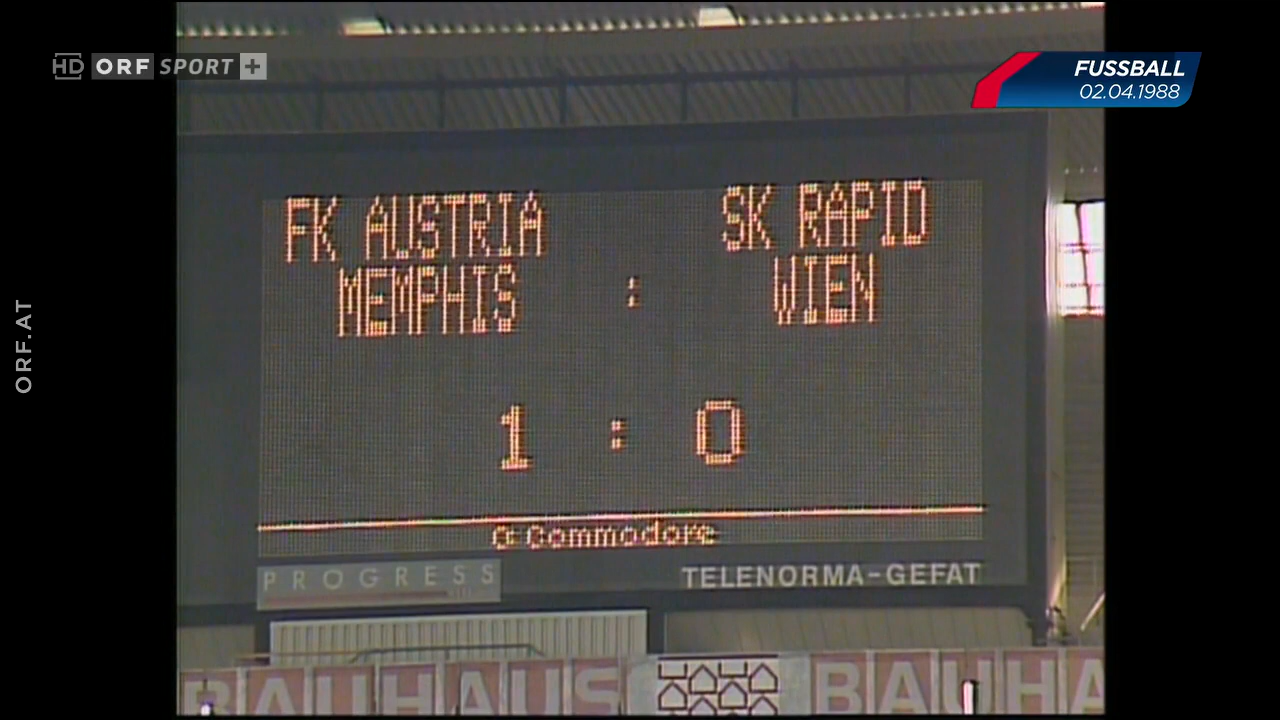 HD ORF SPORT +
FUSSBALL
02.04.1988
ORF.AT
FK AUSTRIA
MEMPHIS
:
SK RAPID
WIEN
1 : 0
C= Commodore
PROGRESS
TELENORMA-GEFAT
BAUHAUS
BAUHA